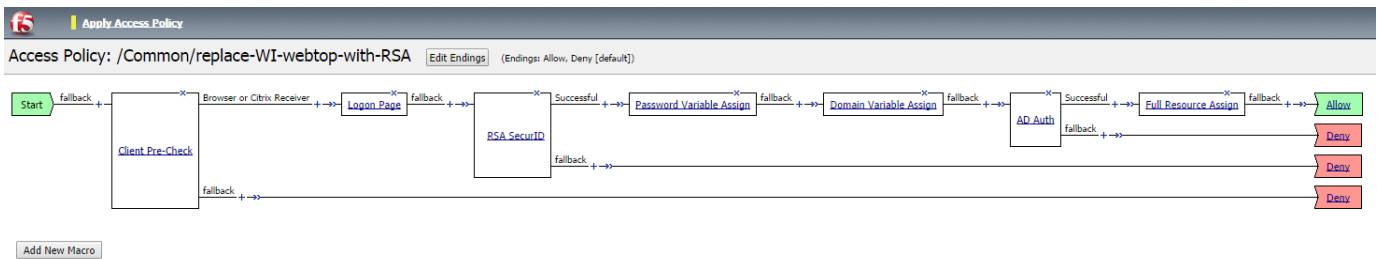 f5 Apply Access Policy
Access Policy: /Common/replace-WI-webtop-with-RSA Edit Endings (Endings: Allow, Deny [default])
Start fallback + Browser or Citrix Receiver + Logon Page fallback + Successful + Password Variable Assign fallback + Domain Variable Assign fallback + Successful + Full Resource Assign fallback + Allow
AD Auth
fallback + Deny
RSA SecurID
Client Pre-Check
fallback + Deny
fallback + Deny
Add New Macro